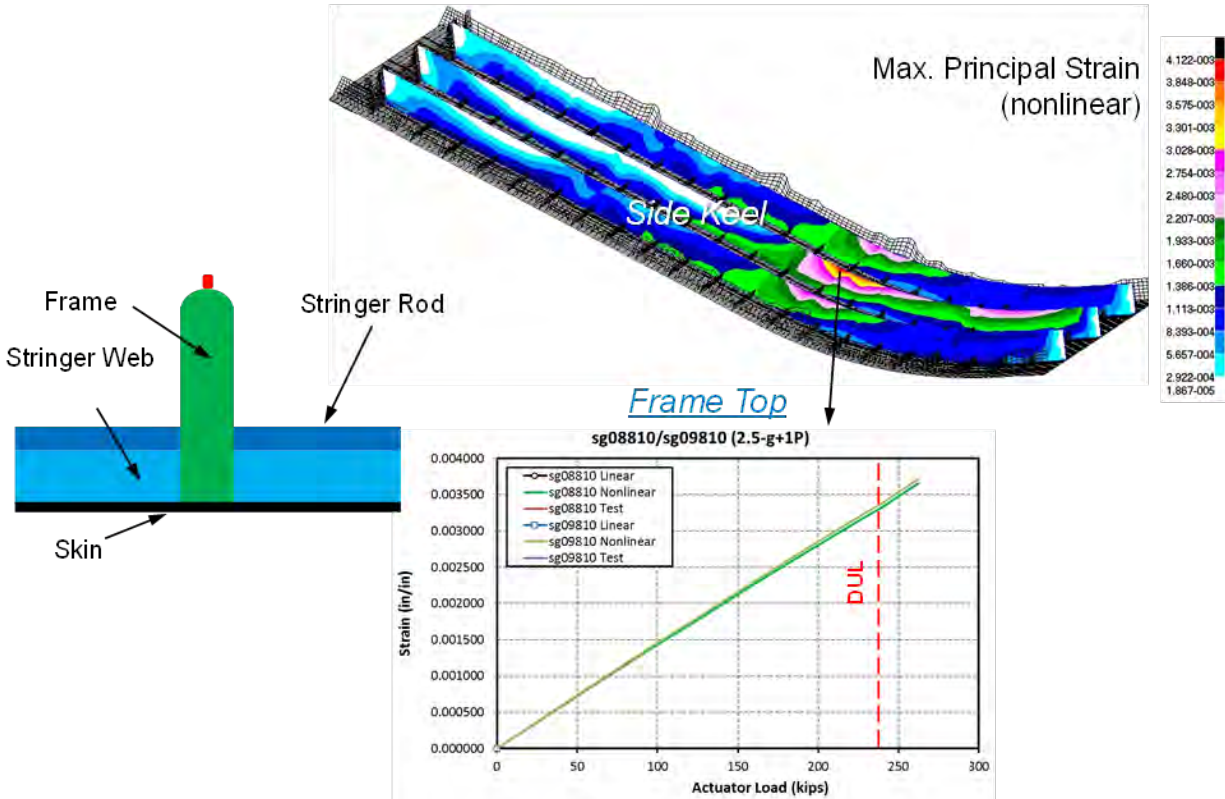 Max. Principal Strain
(nonlinear)
4.122-003
3.848-003
3.575-003
3.301-003
3.028-003
2.754-003
2.480-003
2.207-003
1.933-003
1.660-003
1.386-003
1.113-003
8.393-004
5.657-004
2.922-004
1.867-005
Side Keel
Frame
Stringer Web
Stringer Rod
Skin
Frame Top
sg08810/sg09810 (2.5-g+1P)
sg08810 Linear
sg08810 Nonlinear
sg08810 Test
sg09810 Linear
sg09810 Nonlinear
sg09810 Test
DUL
Strain (in/in)
0.004000
0.003500
0.003000
0.002500
0.002000
0.001500
0.001000
0.000500
0.000000
0 50 100 150 200 250 300
Actuator Load (kips)